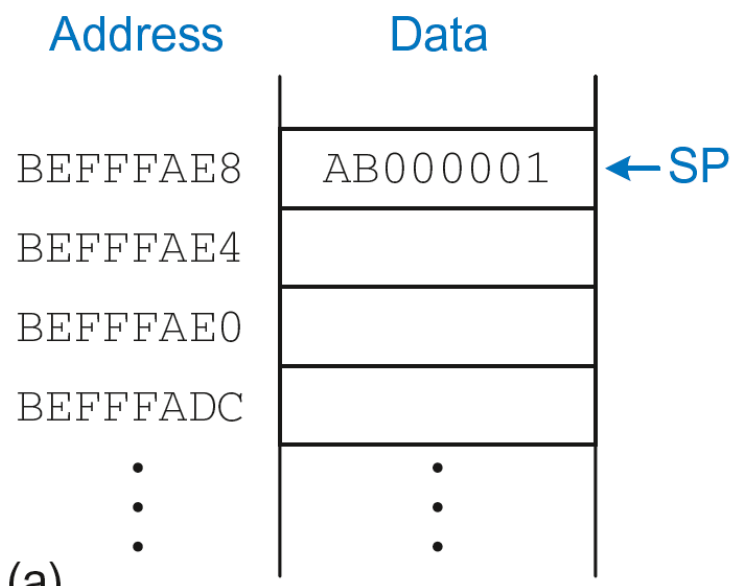 Address Data
BEFFFAE8 AB000001 SP
BEFFFAE4
BEFFFAE0
BEFFFADC
(a)